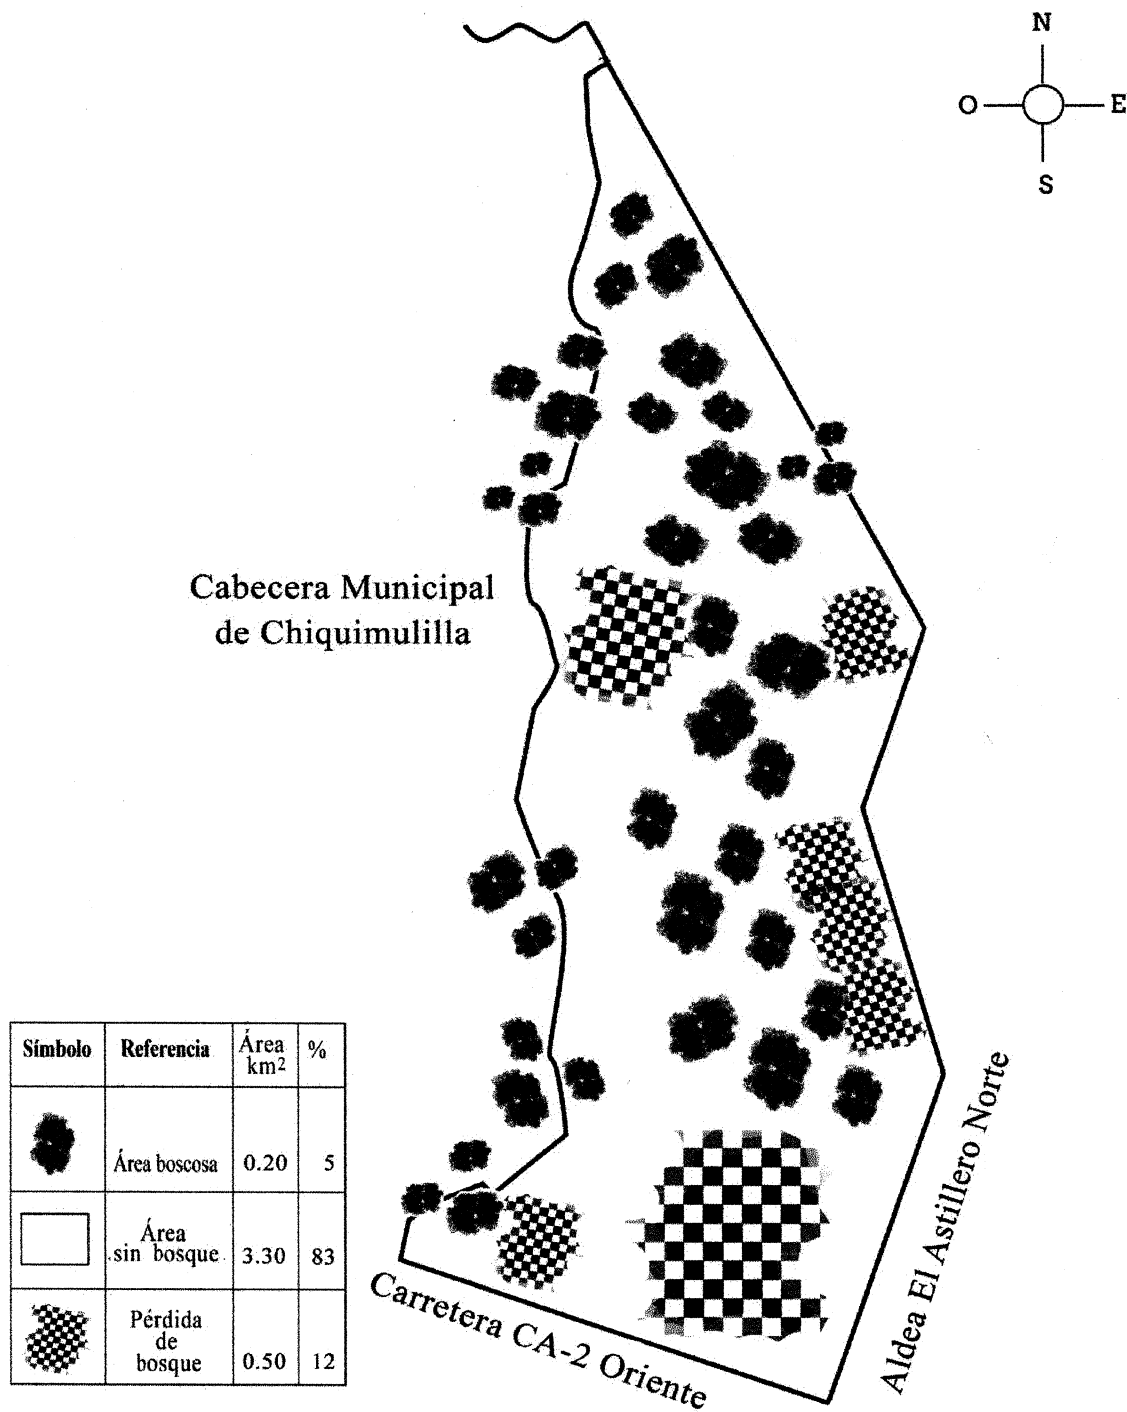 N
O E
S
Cabecera Municipal
de Chiquimulilla
Símbolo Referencia Área km2 %
Área boscosa 0.20 5
Área
sin bosque 3.30 83
Pérdida
de
bosque 0.50 12
Carretera CA-2 Oriente
Aldea El Astillero Norte